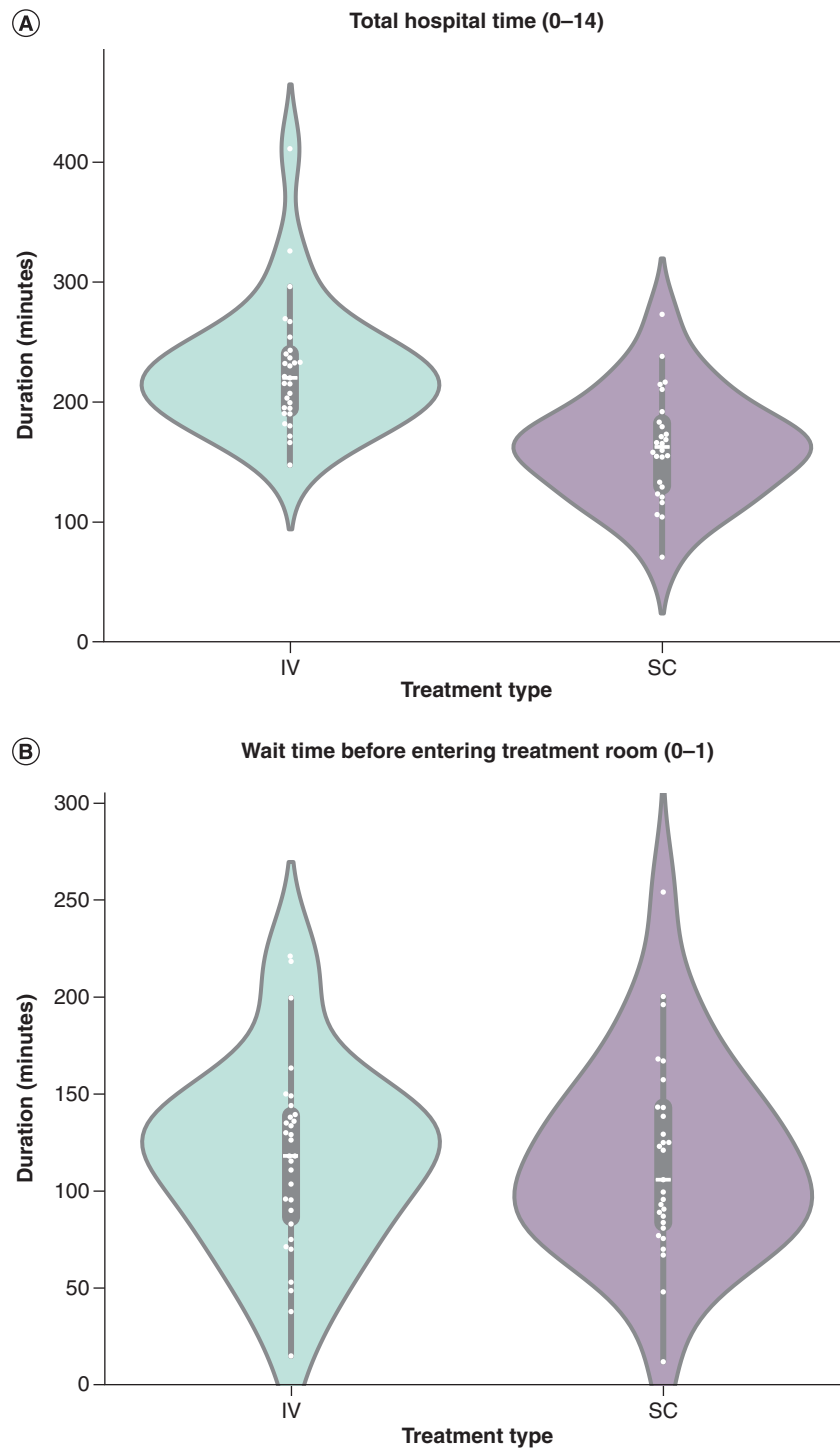 A
Total hospital time (0–14)
Duration (minutes)
400
300
200
100
0
IV
SC
Treatment type
B
Wait time before entering treatment room (0–1)
Duration (minutes)
300
250
200
150
100
50
0
IV
SC
Treatment type